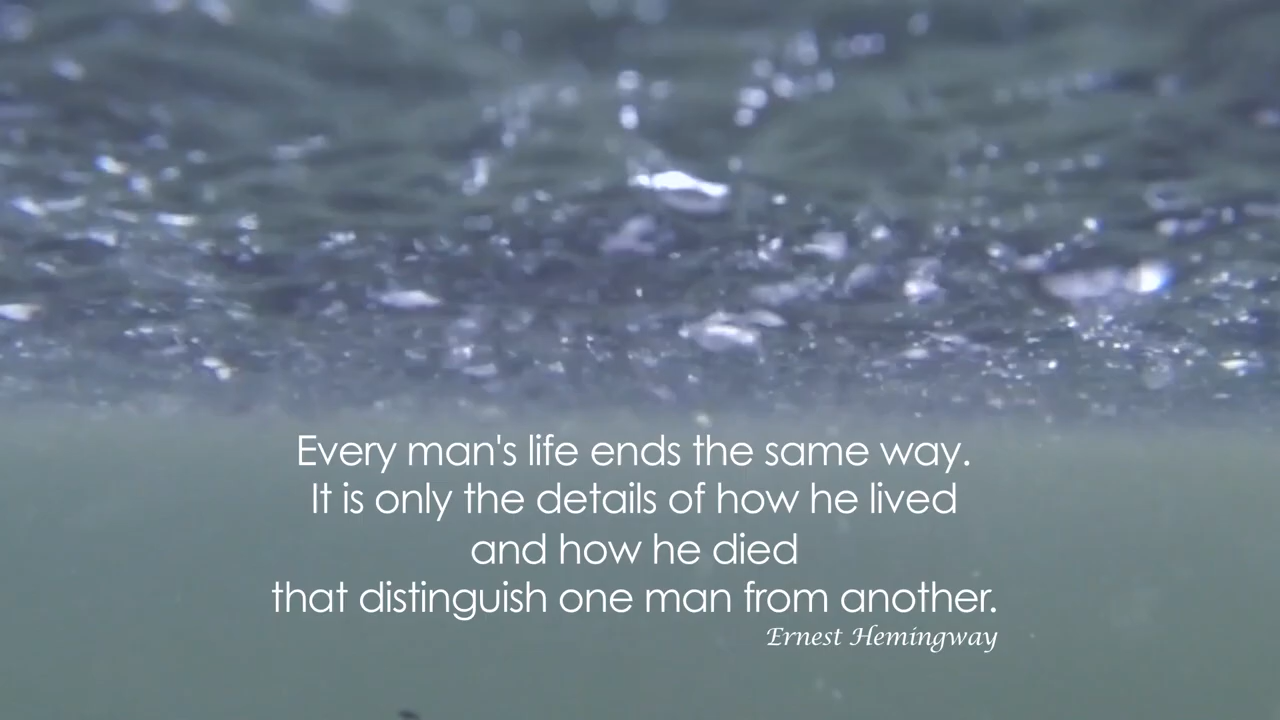 Every man's life ends the same way.
It is only the details of how he lived
and how he died
that distinguish one man from another.
Ernest Hemingway